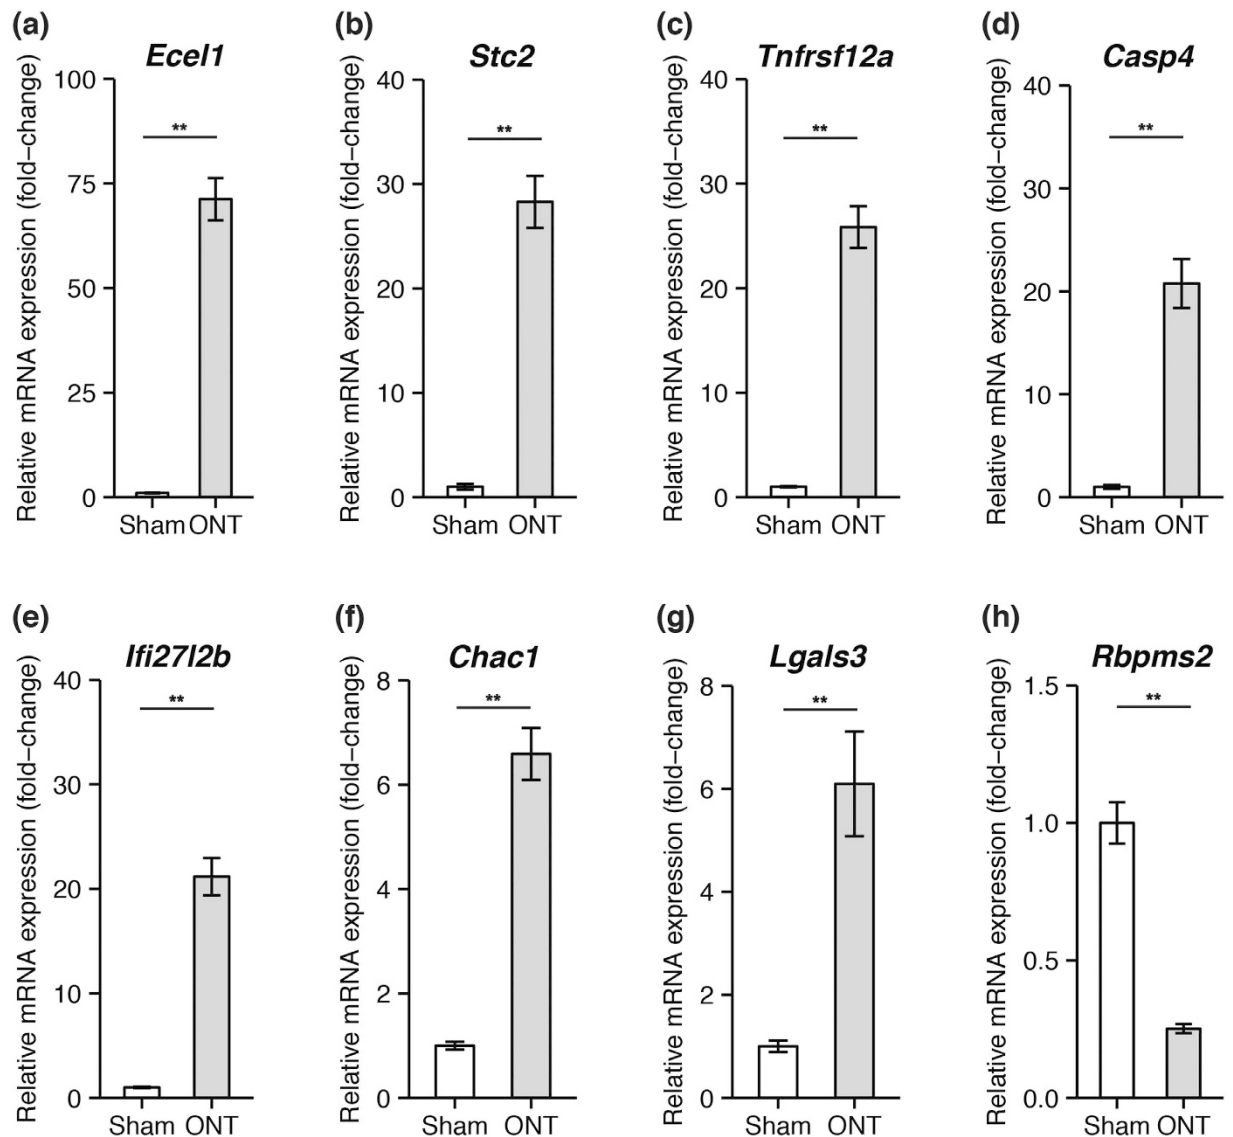 (a)
Ecel1
Relative mRNA expression (fold–change)
100
75
50
25
0
**
Sham ONT
(b)
Stc2
Relative mRNA expression (fold–change)
40
30
20
10
0
**
Sham ONT
(c)
Tnfrsf12a
Relative mRNA expression (fold–change)
40
30
20
10
0
**
Sham ONT
(d)
Casp4
Relative mRNA expression (fold–change)
40
30
20
10
0
**
Sham ONT
(e)
Ifi27l2b
Relative mRNA expression (fold–change)
40
30
20
10
0
**
Sham ONT
(f)
Chac1
Relative mRNA expression (fold–change)
8
6
4
2
0
**
Sham ONT
(g)
Lgals3
Relative mRNA expression (fold–change)
8
6
4
2
0
**
Sham ONT
(h)
Rbpms2
Relative mRNA expression (fold–change)
1.5
1.0
0.5
0.0
**
Sham ONT